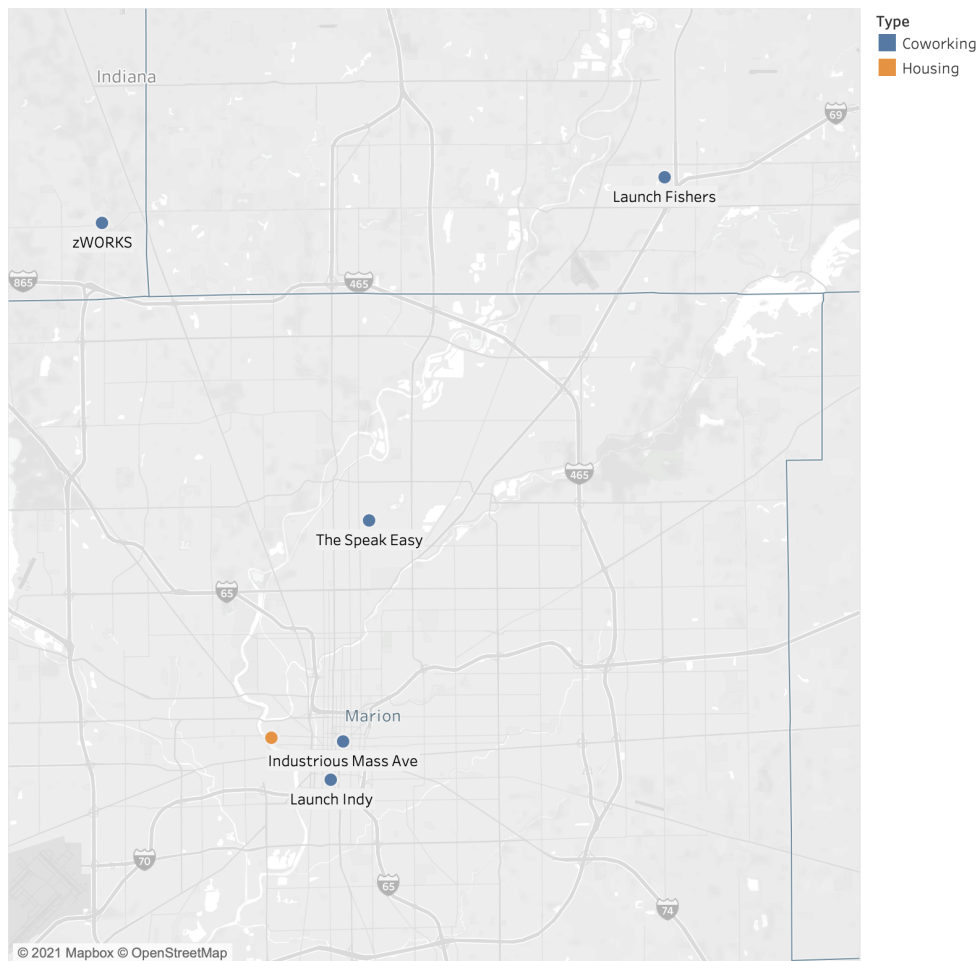 Type
Coworking
Housing
Indiana
69
Launch Fishers
zWORKS
865
465
465
The Speak Easy
65
Marion
Industrious Mass Ave
Launch Indy
70
65
74
© 2021 Mapbox © OpenStreetMap